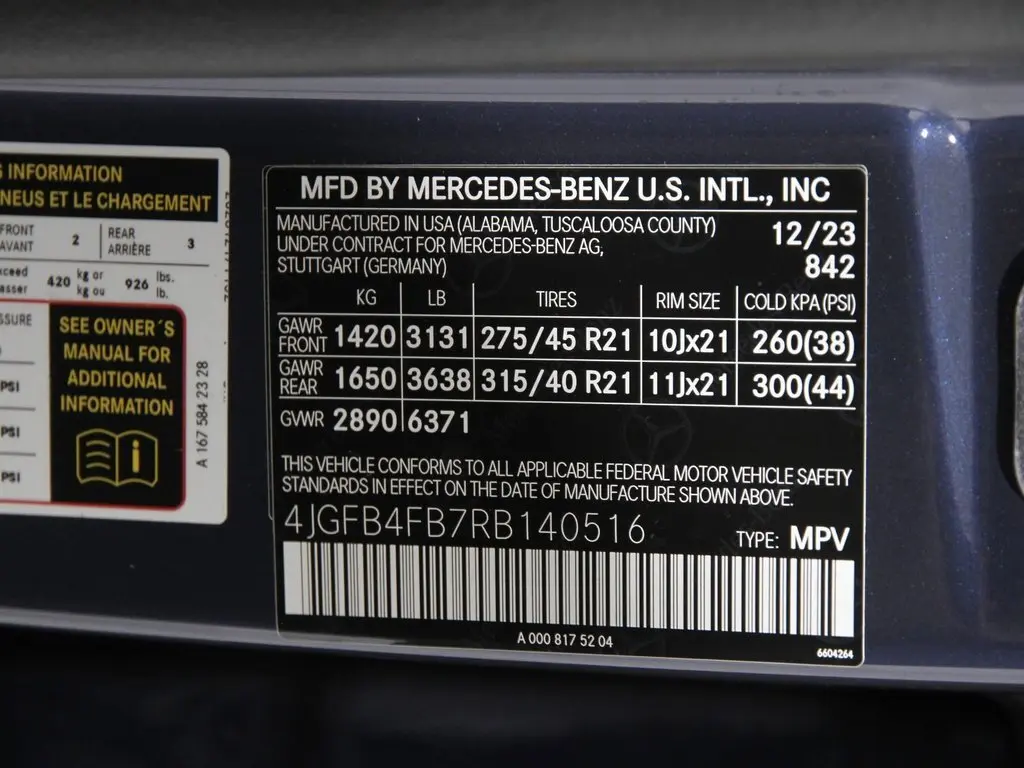 INFORMATION
NEUS ET LE CHARGEMENT
FRONT
AVANT
2
REAR
ARRIÈRE
3
420
kg or
kg ou
926
lbs.
lb.
SEE OWNER´S
MANUAL FOR
ADDITIONAL
INFORMATION
PSI
PSI
PSI
A 167 584 23 28
MFD BY MERCEDES-BENZ U.S. INTL., INC
MANUFACTURED IN USA (ALABAMA, TUSCALOOSA COUNTY)
UNDER CONTRACT FOR MERCEDES-BENZ AG,
STUTTGART (GERMANY)
12/23
842
KG LB TIRES RIM SIZE COLD KPA (PSI)
GAWR FRONT 1420 3131 275/45 R21 10Jx21 260(38)
GAWR REAR 1650 3638 315/40 R21 11Jx21 300(44)
GVWR 2890 6371
THIS VEHICLE CONFORMS TO ALL APPLICABLE FEDERAL MOTOR VEHICLE SAFETY
STANDARDS IN EFFECT ON THE DATE OF MANUFACTURE SHOWN ABOVE.
4JGFB4FB7RB140516
TYPE: MPV
A 000 817 52 04
6604264